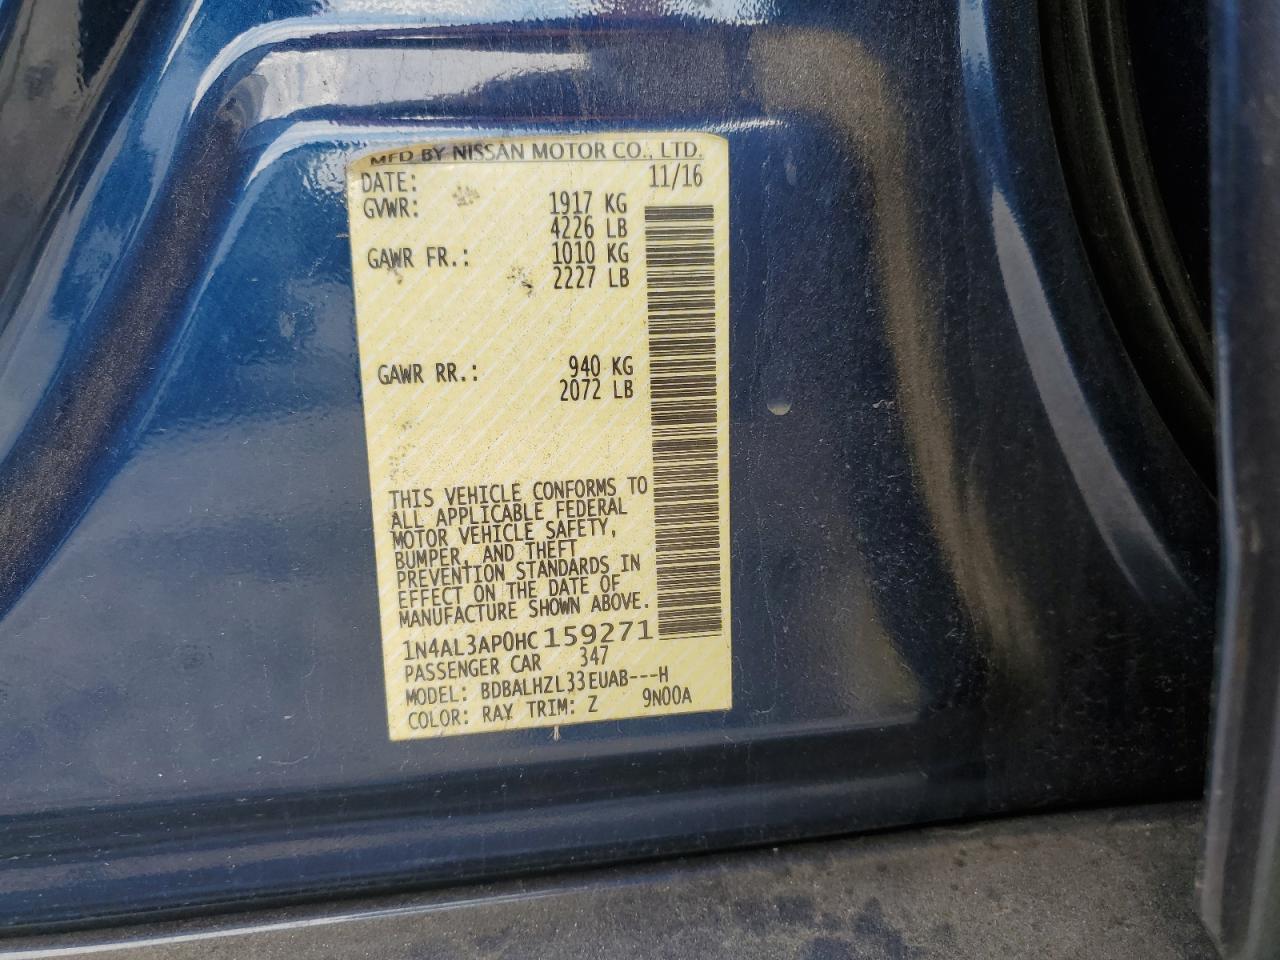 MFD BY NISSAN MOTOR CO., LTD.
DATE: 11/16
GVWR: 1917 KG
4226 LB
GAWR FR.: 1010 KG
2227 LB
GAWR RR.: 940 KG
2072 LB
THIS VEHICLE CONFORMS TO
ALL APPLICABLE FEDERAL
MOTOR VEHICLE SAFETY,
BUMPER, AND THEFT
PREVENTION STANDARDS IN
EFFECT ON THE DATE OF
MANUFACTURE SHOWN ABOVE.
1N4AL3AP0HC159271
PASSENGER CAR 347
MODEL: BDBALHZL33EUAB---H
COLOR: RAY TRIM: Z 9N00A